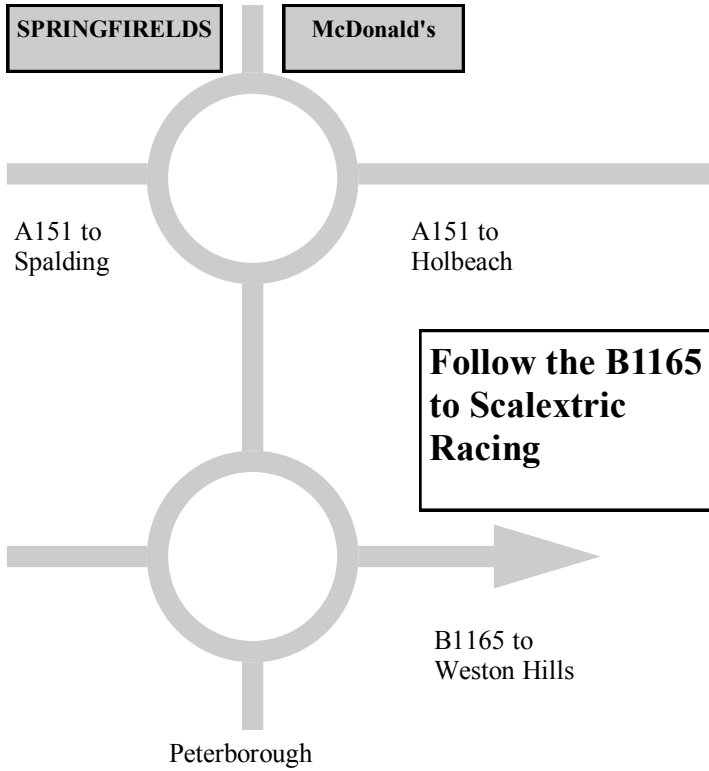 SPRINGFIRELDS
McDonald's
A151 to
Spalding
A151 to
Holbeach
Follow the B1165
to Scalextric
Racing
B1165 to
Weston Hills
Peterborough